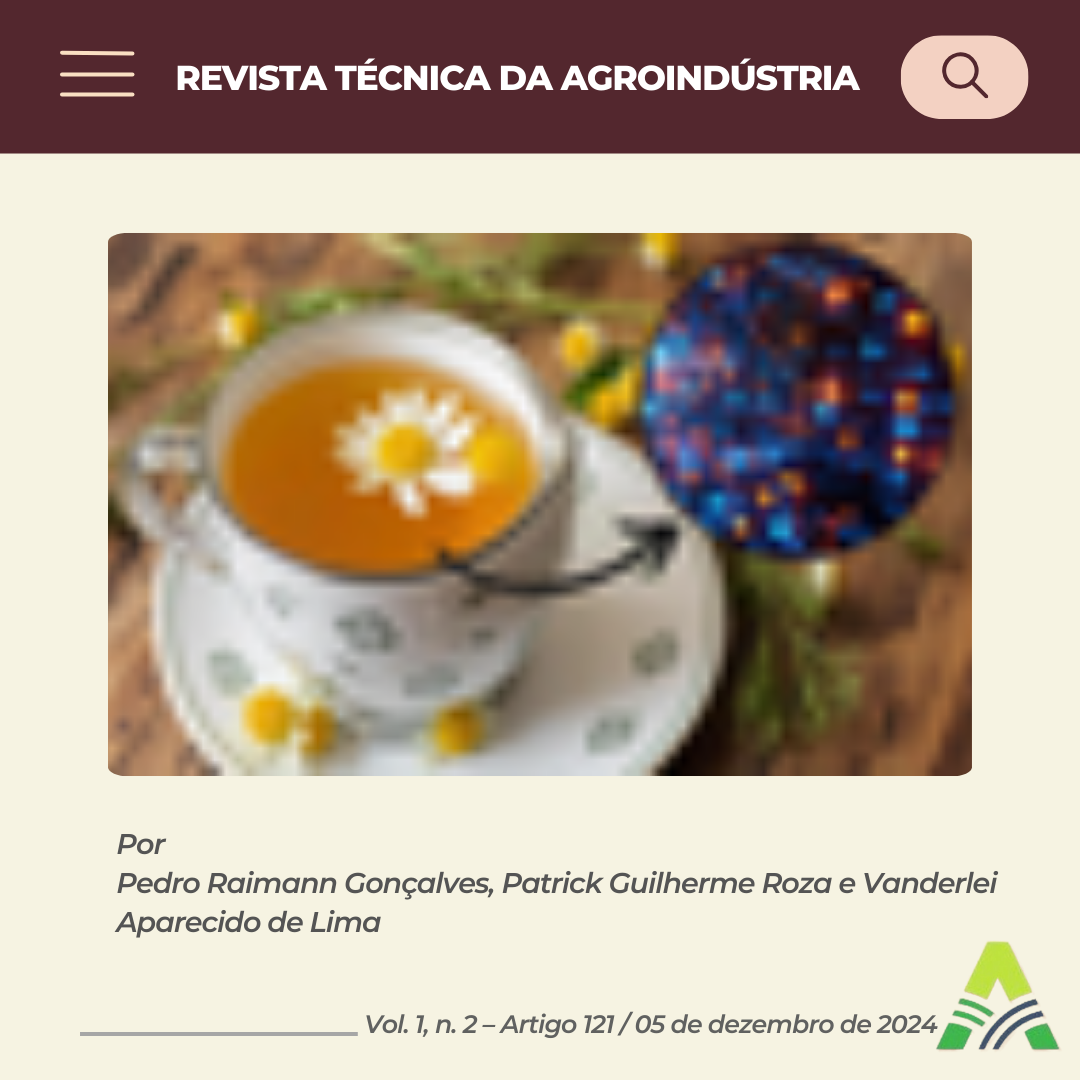 REVISTA TÉCNICA DA AGROINDÚSTRIA
Por
Pedro Raimann Gonçalves, Patrick Guilherme Roza e Vanderlei
Aparecido de Lima
Vol. 1, n. 2 – Artigo 121 / 05 de dezembro de 2024